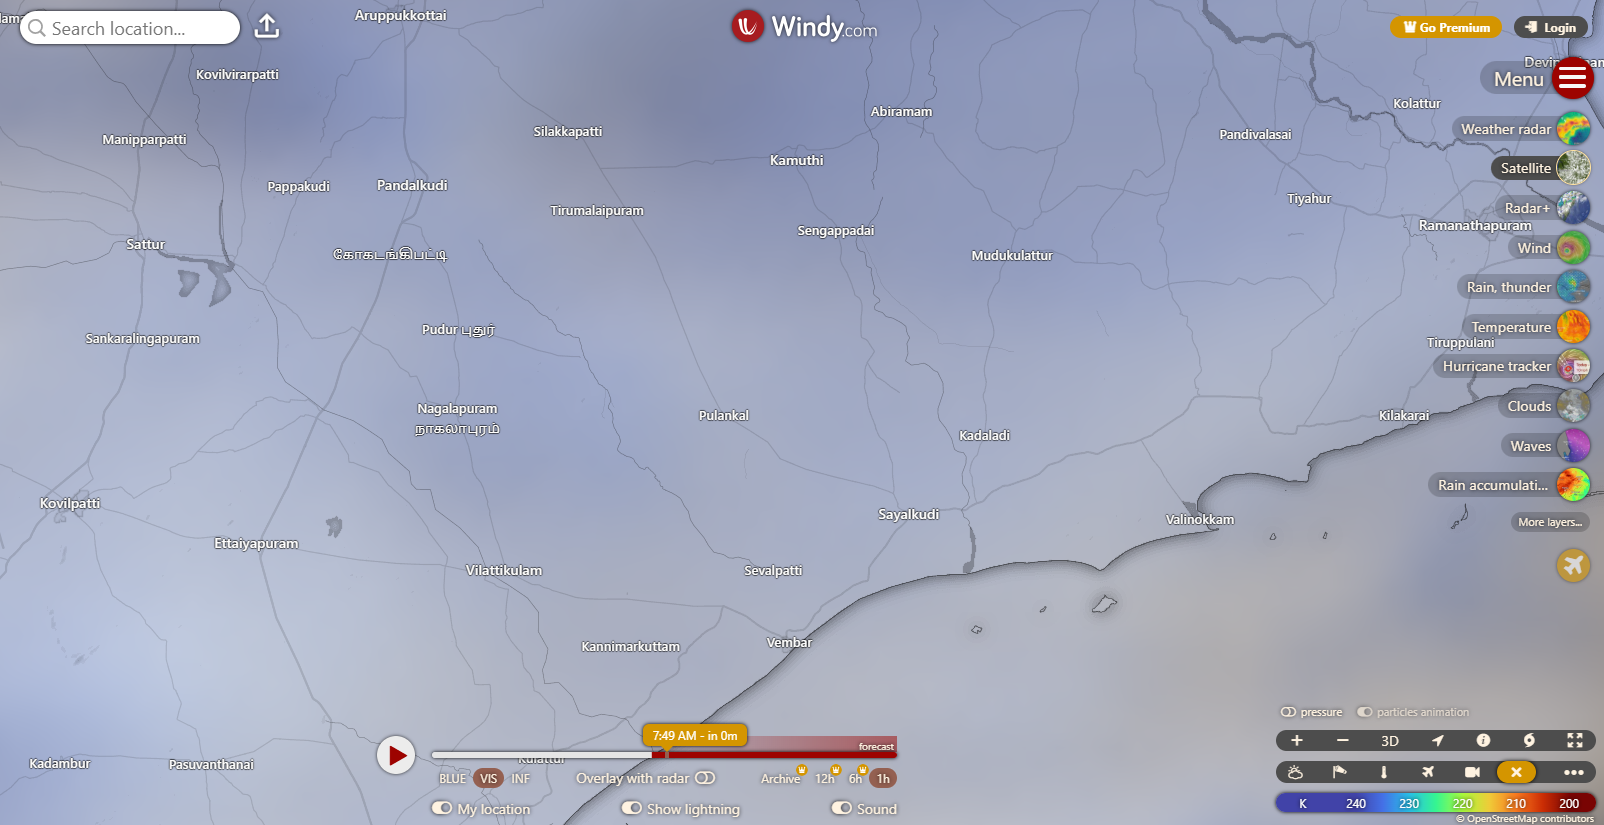 Search location...
Windy.com
Go Premium
Login
Menu
Aruppukkottai
Kovilvirarpatti
Abiramam
Kolattur
Weather radar
Manipparpatti
Silakkapatti
Pandivalasai
Kamuthi
Satellite
Pappakudi
Pandalkudi
Tirumalaipuram
Tiyahur
Radar+
Ramanathapuram
Sattur
கோகடங்கிபட்டி
Sengappadai
Mudukulattur
Wind
Rain, thunder
Sankaralingapuram
Pudur புதுர்
Temperature
Tiruppulani
Hurricane tracker
Nagalapuram
நாகலாபுரம்
Pulankal
Kadaladi
Kilakarai
Clouds
Waves
Rain accumulati...
Kovilpatti
Sayalkudi
Valinokkam
More layers...
Ettaiyapuram
Vilattikulam
Sevalpatti
Kannimarkuttam
Vembar
pressure
particles animation
7:49 AM - in 0m
forecast
3D
Kadambur
Pasuvanthanai
Kulattur
BLUE VIS INF
Overlay with radar
Archive 12h 6h 1h
My location
Show lightning
Sound
K 240 230 220 210 200
© OpenStreetMap contributors